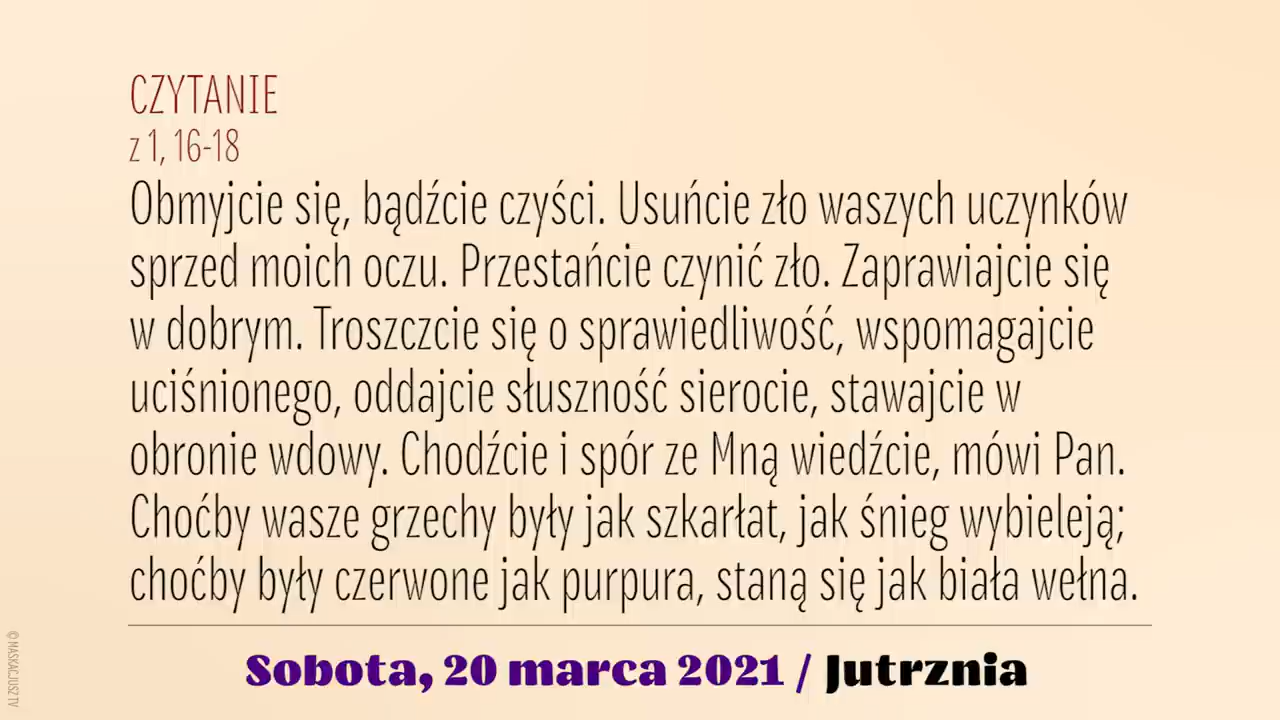 CZYTANIE
z 1, 16-18
Obmyjcie się, bądźcie czyści. Usuńcie zło waszych uczynków
sprzed moich oczu. Przestańcie czynić zło. Zaprawiajcie się
w dobrym. Troszczcie się o sprawiedliwość, wspomagajcie
uciśnionego, oddajcie słuszność sierocie, stawajcie w
obronie wdowy. Chodźcie i spór ze Mną wiedźcie, mówi Pan.
Choćby wasze grzechy były jak szkarłat, jak śnieg wybieleją;
choćby były czerwone jak purpura, staną się jak biała wełna.
Sobota, 20 marca 2021 / Jutrznia
© MASKACJUSZ TV